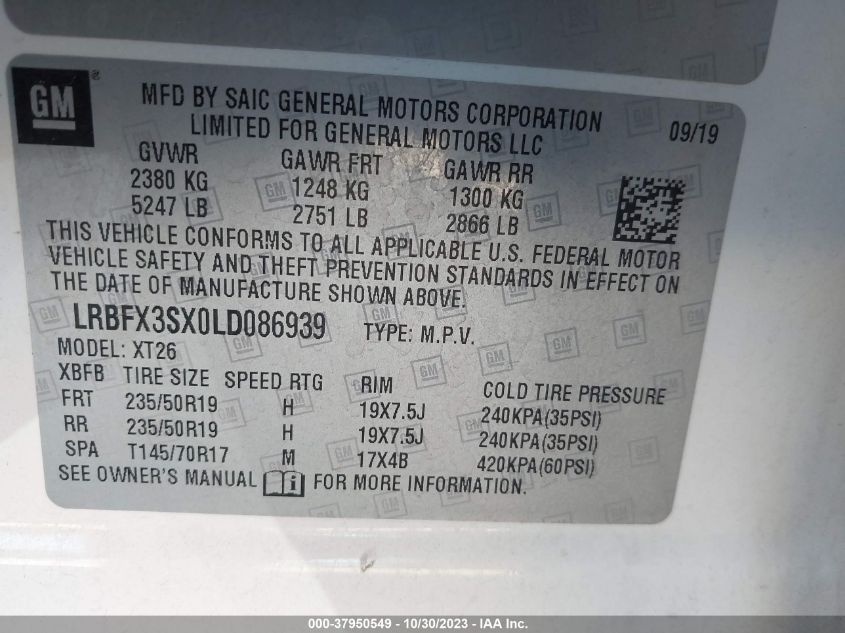 GM ®
MFD BY SAIC GENERAL MOTORS CORPORATION
LIMITED FOR GENERAL MOTORS LLC
09/19
GVWR GAWR FRT GAWR RR
2380 KG 1248 KG 1300 KG
5247 LB 2751 LB 2866 LB
THIS VEHICLE CONFORMS TO ALL APPLICABLE U.S. FEDERAL MOTOR
VEHICLE SAFETY AND THEFT PREVENTION STANDARDS IN EFFECT ON
THE DATE OF MANUFACTURE SHOWN ABOVE.
LRBFX3SX0LD086939 TYPE: M.P.V.
MODEL: XT26
XBFB TIRE SIZE SPEED RTG RIM COLD TIRE PRESSURE
FRT 235/50R19 H 19X7.5J 240KPA(35PSI)
RR 235/50R19 H 19X7.5J 240KPA(35PSI)
SPA T145/70R17 M 17X4B 420KPA(60PSI)
SEE OWNER'S MANUAL i FOR MORE INFORMATION.
000-37950549 - 10/30/2023 - IAA Inc.